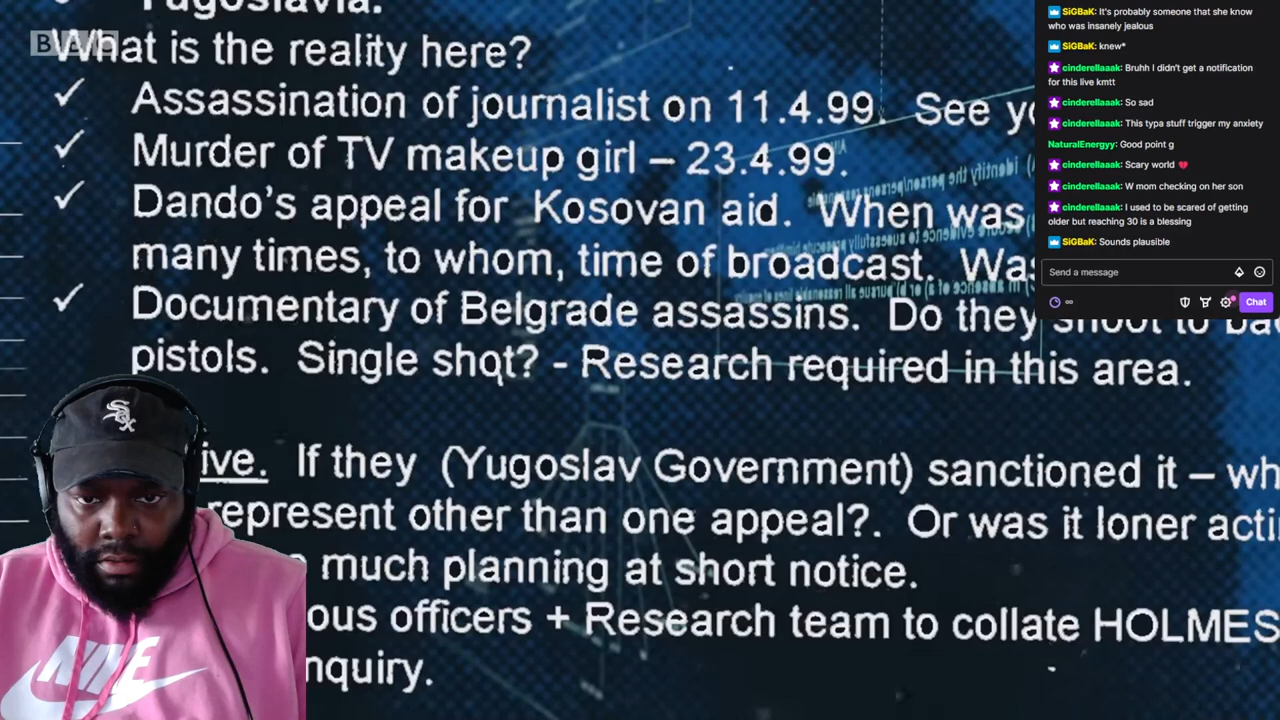 Yugoslavia.
BBC
What is the reality here?
✓ Assassination of journalist on 11.4.99. See
✓ Murder of TV makeup girl – 23.4.99.
✓ Dando's appeal for Kosovan aid. When was
many times, to whom, time of broadcast.
✓ Documentary of Belgrade assassins. Do they shoot to
pistols. Single shot? - Research required in this area.
If they (Yugoslav Government) sanctioned it –
represent other than one appeal?. Or was it loner
much planning at short notice.
officers + Research team to collate HOLMES
SOX
NIKE
SiGBaK: It's probably someone that she know
who was insanely jealous
SiGBaK: knew*
cinderellaaak: Bruhh I didn't get a notification
for this live kmtt
cinderellaaak: So sad
cinderellaaak: This typa stuff trigger my anxiety
NaturalEnergyy: Good point g
cinderellaaak: Scary world 💔
cinderellaaak: W mom checking on her son
cinderellaaak: I used to be scared of getting
older but reaching 30 is a blessing
SiGBaK: Sounds plausible
Send a message
Chat